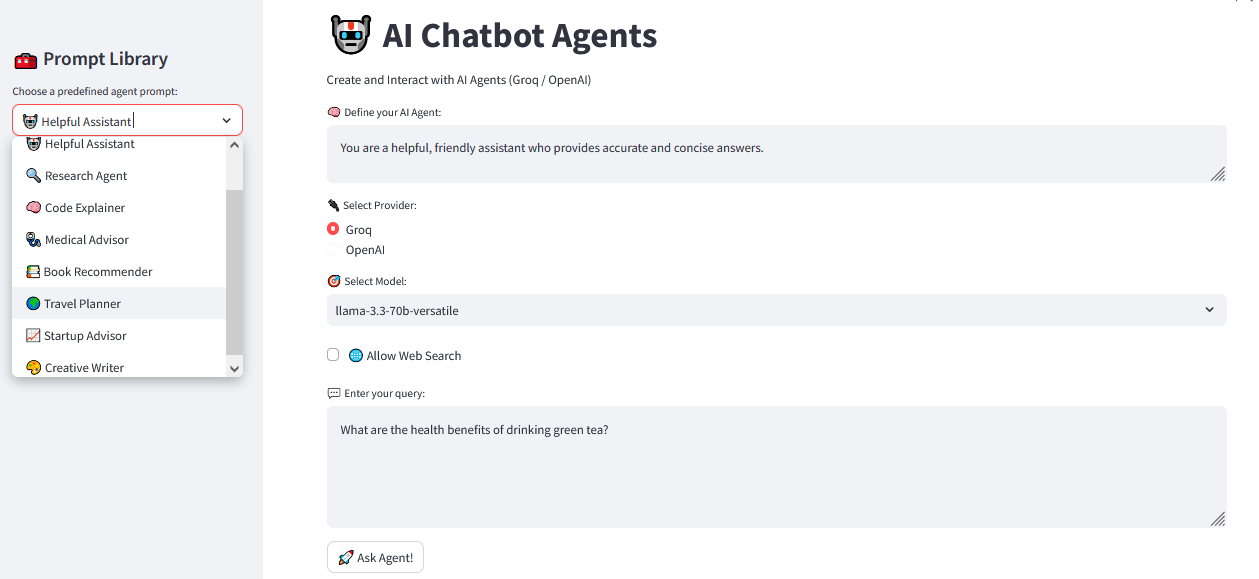 Prompt Library
Choose a predefined agent prompt:
Helpful Assistant
Helpful Assistant
Research Agent
Code Explainer
Medical Advisor
Book Recommender
Travel Planner
Startup Advisor
Creative Writer
AI Chatbot Agents
Create and Interact with AI Agents (Groq / OpenAI)
Define your AI Agent:
You are a helpful, friendly assistant who provides accurate and concise answers.
Select Provider:
Groq
OpenAI
Select Model:
llama-3.3-70b-versatile
Allow Web Search
Enter your query:
What are the health benefits of drinking green tea?
Ask Agent!